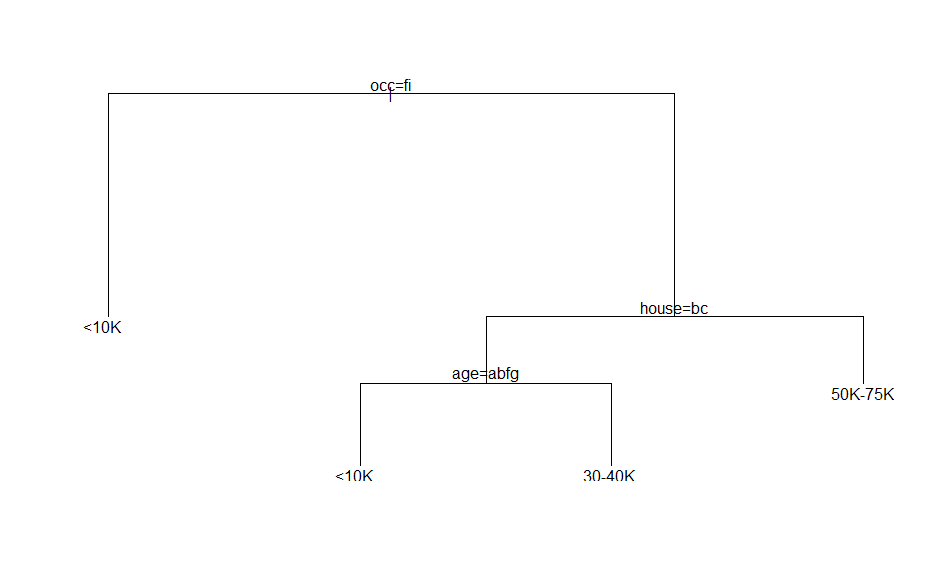 occ=fi
house=bc
<10K
age=abfg
50K-75K
<10K
30-40K